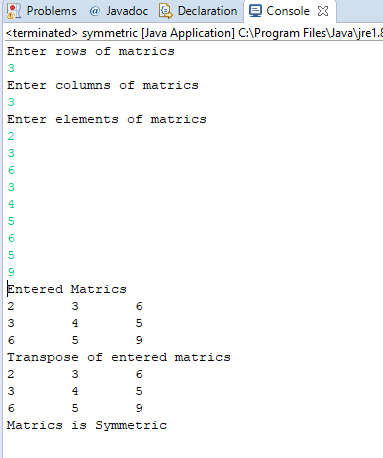 Problems @ Javadoc Declaration Console
<terminated> symmetric [Java Application] C:\Program Files\Java\jre1.8
Enter rows of matrics
3
Enter columns of matrics
3
Enter elements of matrics
2
3
6
3
4
5
6
5
9
Entered Matrics
2 3 6
3 4 5
6 5 9
Transpose of entered matrics
2 3 6
3 4 5
6 5 9
Matrics is Symmetric